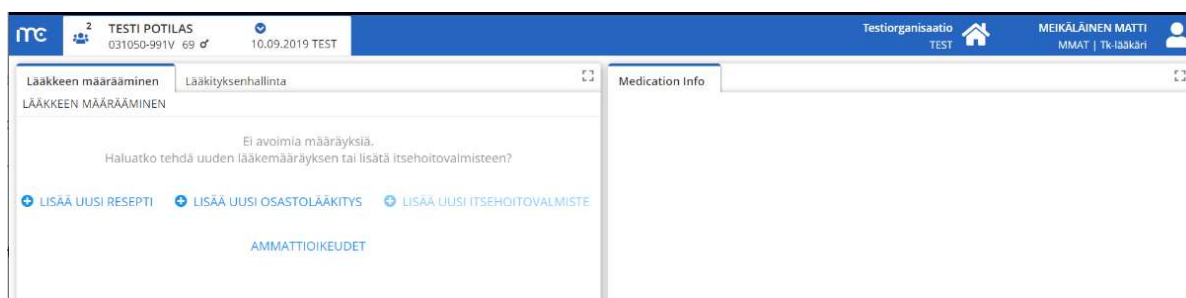 mc 2 TESTI POTILAS Testiorganisaatio MEIKÄLÄINEN MATTI
031050-991V 69 ♂ 10.09.2019 TEST TEST MMAT | Tk-lääkäri
Lääkkeen määrääminen Lääkityksenhallinta Medication Info
LÄÄKKEEN MÄÄRÄÄMINEN
Ei avoimia määräyksiä.
Haluatko tehdä uuden lääkemääräyksen tai lisätä itsehoitovalmisteen?
LISÄÄ UUSI RESEPTI LISÄÄ UUSI OSASTOLÄÄKITYS LISÄÄ UUSI ITSEHOITOVALMISTE
AMMATTIOIKEUDET